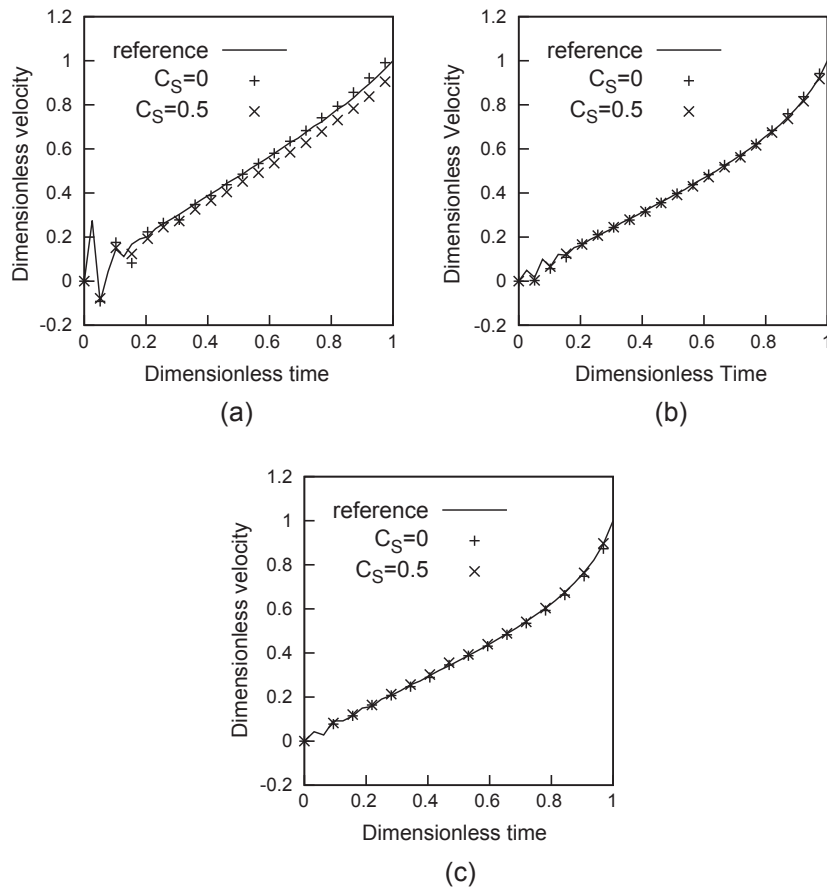 1.2
1
0.8
0.6
0.4
0.2
0
-0.2
Dimensionless velocity
reference
C_S=0
C_S=0.5
0 0.2 0.4 0.6 0.8 1
Dimensionless time
(a)
1.2
1
0.8
0.6
0.4
0.2
0
-0.2
Dimensionless Velocity
reference
C_S=0
C_S=0.5
0 0.2 0.4 0.6 0.8 1
Dimensionless Time
(b)
1.2
1
0.8
0.6
0.4
0.2
0
-0.2
Dimensionless velocity
reference
C_S=0
C_S=0.5
0 0.2 0.4 0.6 0.8 1
Dimensionless time
(c)